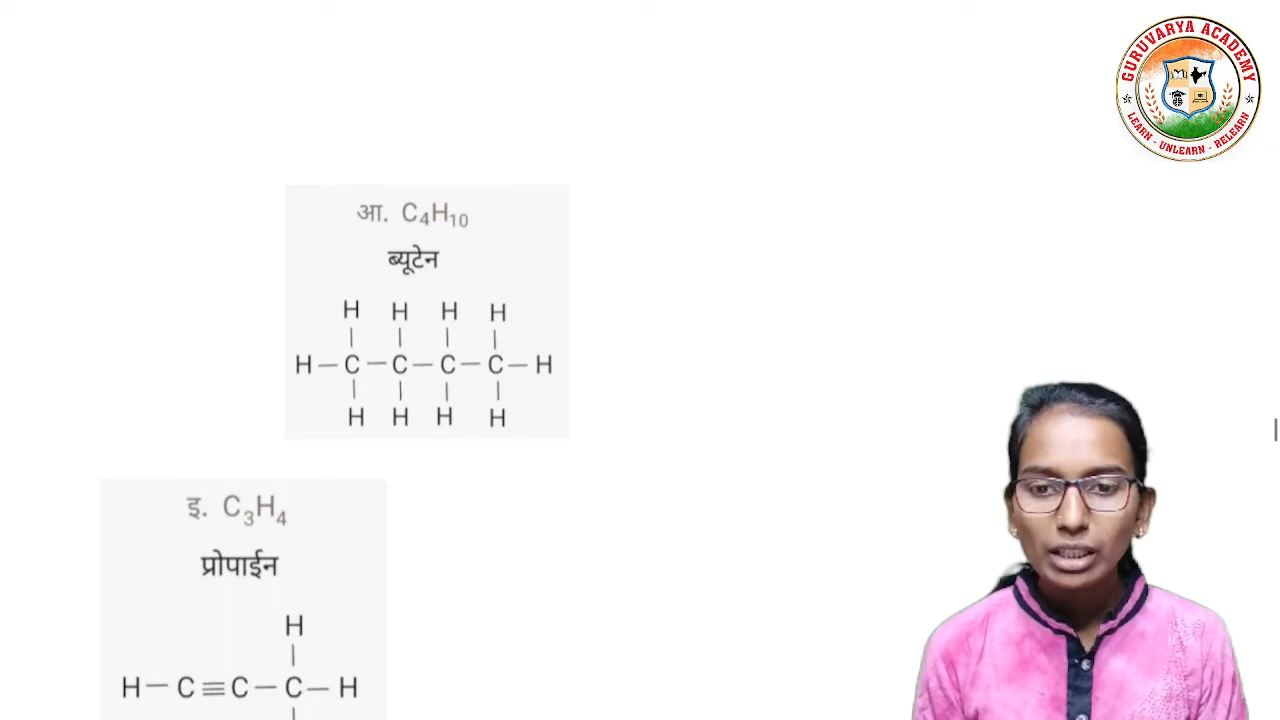 GURUVARYA ACADEMY
LEARN - UNLEARN - RELEARN
आ. C₄H₁₀
ब्यूटेन
H H H H
H – C – C – C – C – H
H H H H
इ. C₃H₄
प्रोपाईन
H
H – C ≡ C – C – H